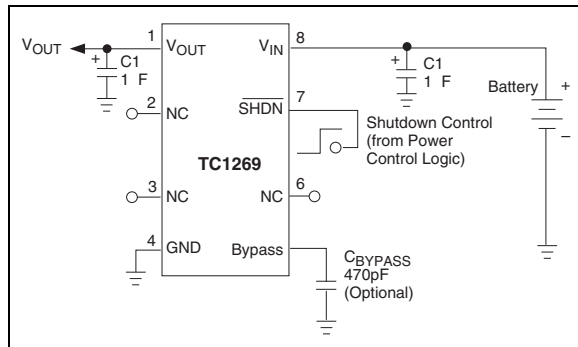 1
8
VOUT
VOUT
VIN
+
C1
1 F
+
C1
1 F
2
NC
7
SHDN
Battery
+
−
Shutdown Control
(from Power
Control Logic)
TC1269
3
NC
NC
6
4
GND
Bypass
CBYPASS
470pF
(Optional)